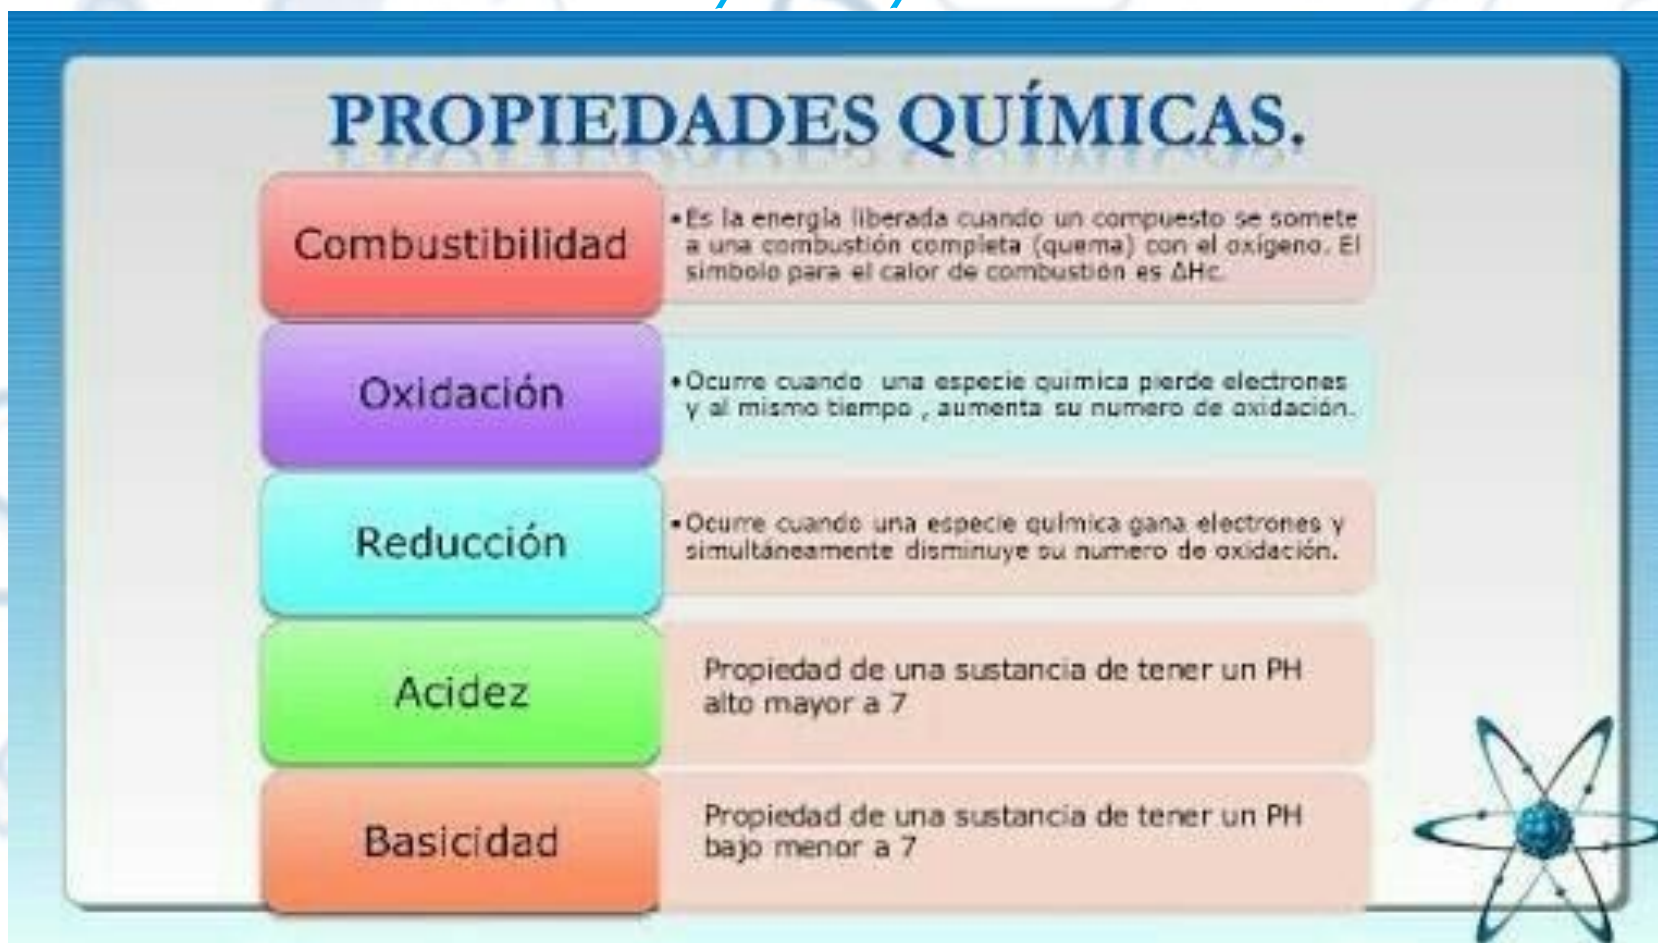 PROPIEDADES QUÍMICAS.
Combustibilidad
•Es la energía liberada cuando un compuesto se somete
a una combustión completa (quema) con el oxígeno. El
símbolo para el calor de combustión es ΔHc.
Oxidación
•Ocurre cuando una especie química pierde electrones
y al mismo tiempo , aumenta su numero de oxidación.
Reducción
•Ocurre cuando una especie química gana electrones y
simultáneamente disminuye su numero de oxidación.
Acidez
Propiedad de una sustancia de tener un PH
alto mayor a 7
Basicidad
Propiedad de una sustancia de tener un PH
bajo menor a 7